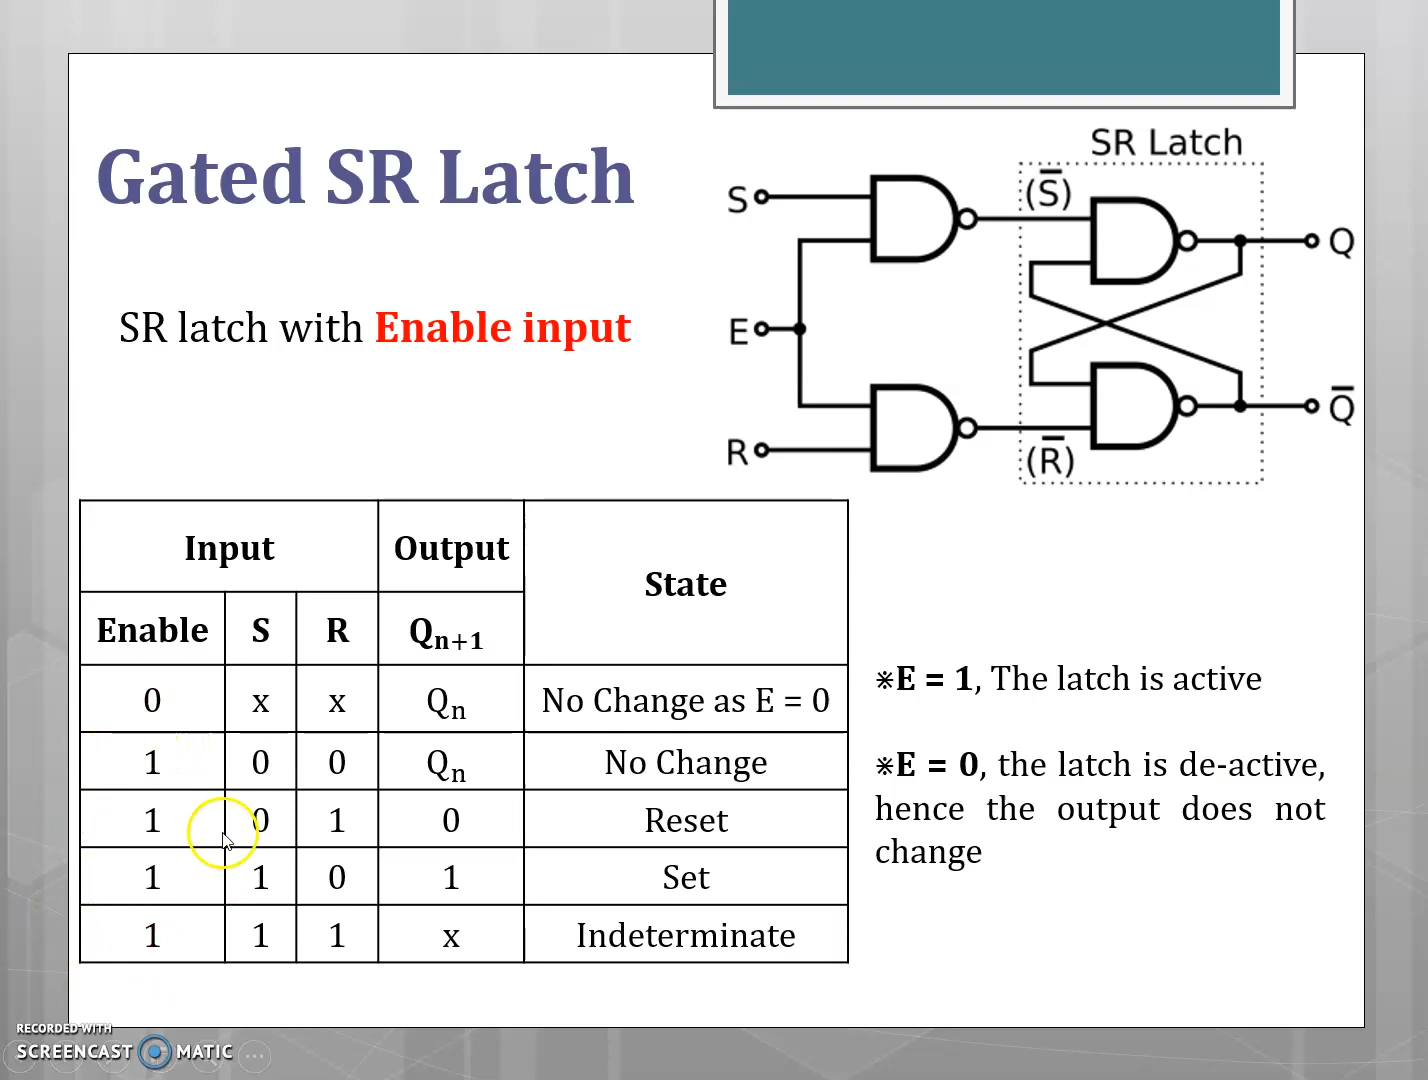 Gated SR Latch
SR latch with Enable input
SR Latch
S
(S̅)
Q
E
R
(R̅)
Q̅
Input Output State
Enable S R Qn+1
0 x x Qn No Change as E = 0
1 0 0 Qn No Change
1 0 1 0 Reset
1 1 0 1 Set
1 1 1 x Indeterminate
※E = 1, The latch is active
※E = 0, the latch is de-active,
hence the output does not
change
RECORDED WITH
SCREENCAST MATIC